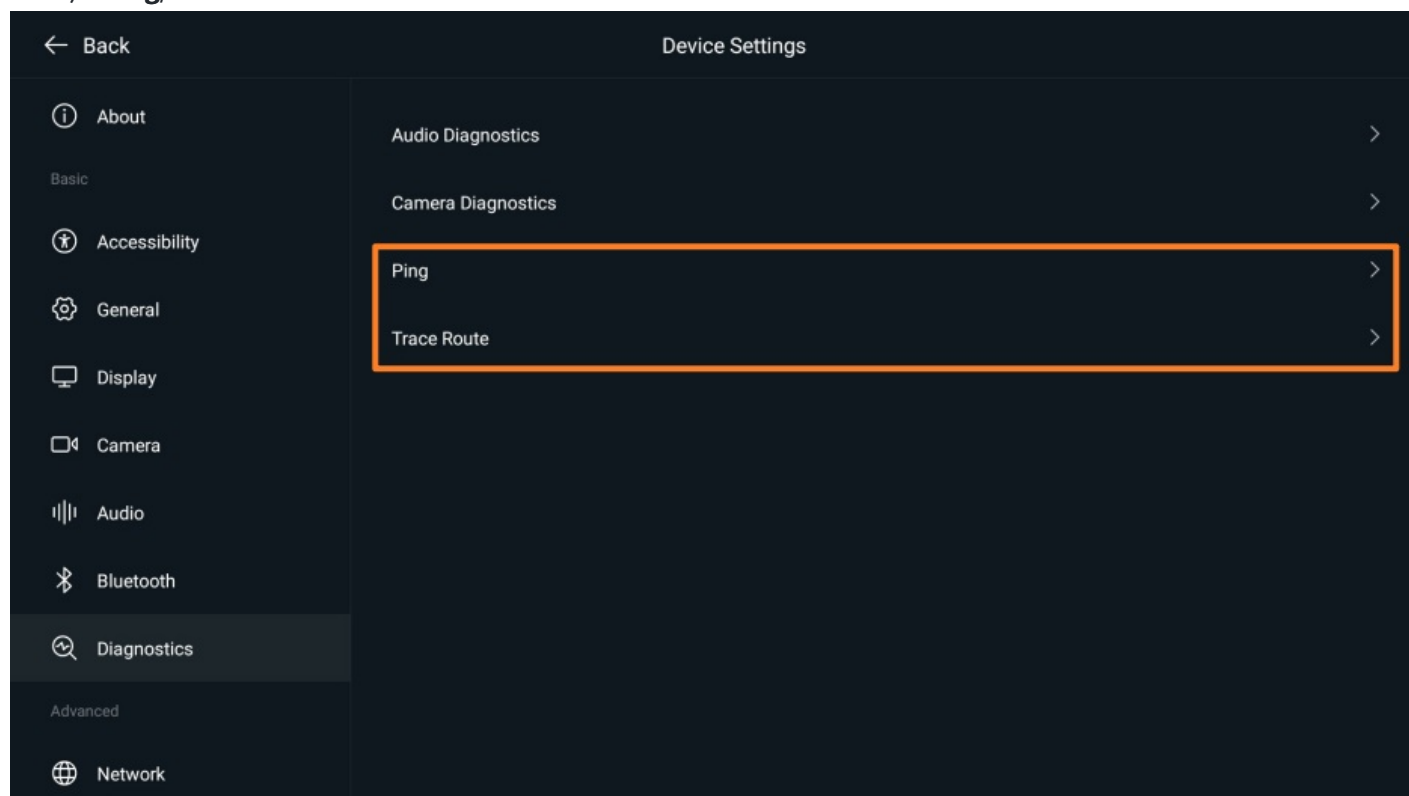 Back
Device Settings
About
Basic
Accessibility
General
Display
Camera
Audio
Bluetooth
Diagnostics
Advanced
Network
Audio Diagnostics
Camera Diagnostics
Ping
Trace Route